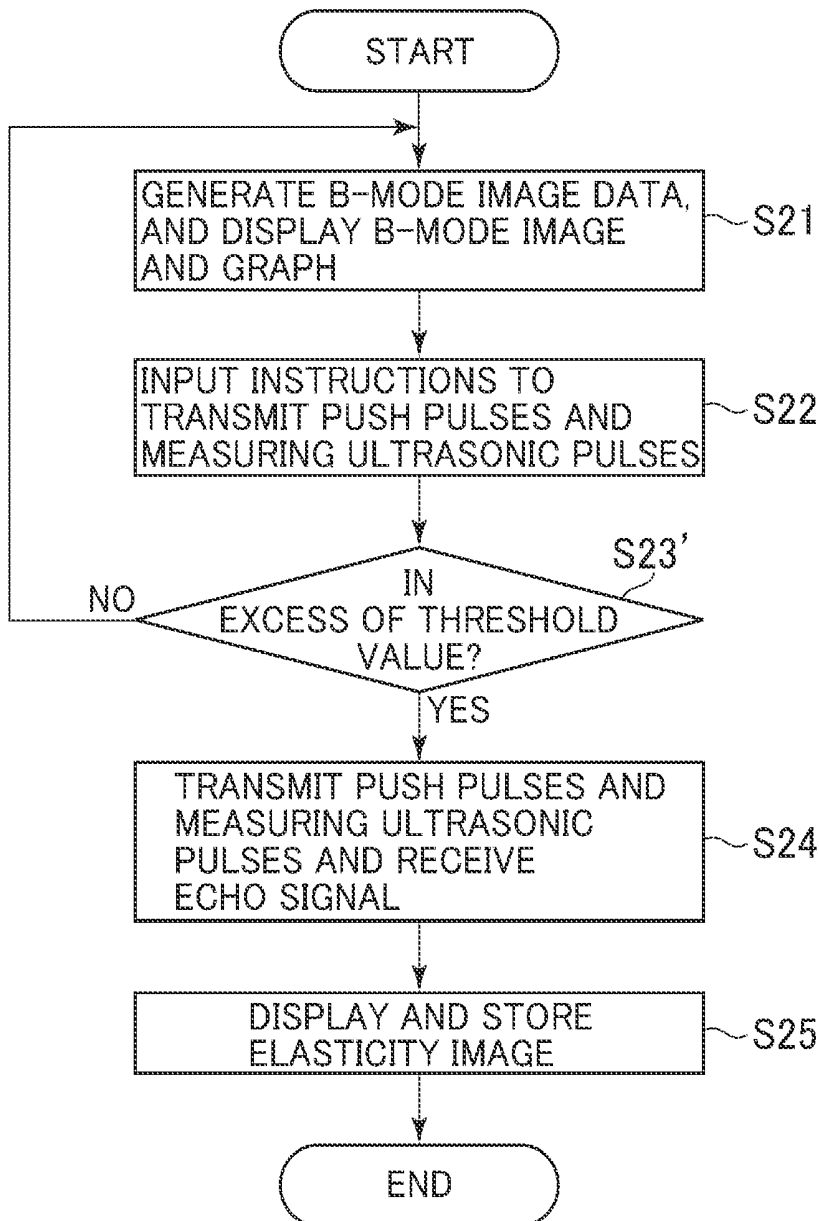 START
GENERATE B-MODE IMAGE DATA,
AND DISPLAY B-MODE IMAGE
AND GRAPH
S21
INPUT INSTRUCTIONS TO
TRANSMIT PUSH PULSES AND
MEASURING ULTRASONIC PULSES
S22
S23'
IN
EXCESS OF THRESHOLD
VALUE?
NO
YES
TRANSMIT PUSH PULSES AND
MEASURING ULTRASONIC
PULSES AND RECEIVE
ECHO SIGNAL
S24
DISPLAY AND STORE
ELASTICITY IMAGE
S25
END